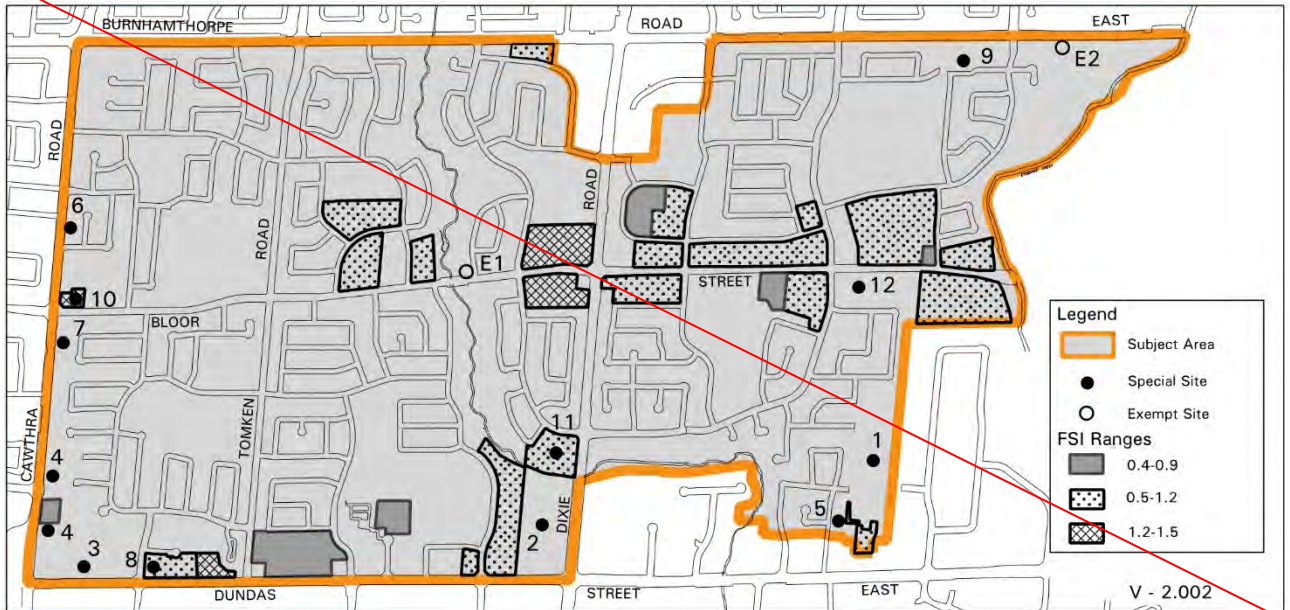 BURNHAMTHORPE ROAD EAST
9 E2
ROAD
6
ROAD
ROAD
E1
STREET
12
10
BLOOR
7
CAWTHRA
TOMKEN
11
1
4
4
DIXIE
5
2
3
8
DUNDAS STREET EAST
Legend
Subject Area
Special Site
Exempt Site
FSI Ranges
0.4-0.9
0.5-1.2
1.2-1.5
V - 2.002